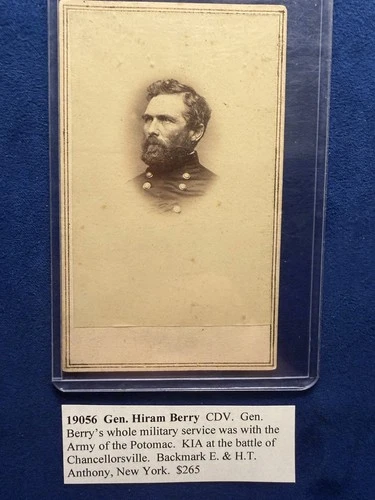 19056 Gen. Hiram Berry CDV. Gen.
Berry's whole military service was with the
Army of the Potomac. KIA at the battle of
Chancellorsville. Backmark E. & H.T.
Anthony, New York. $265